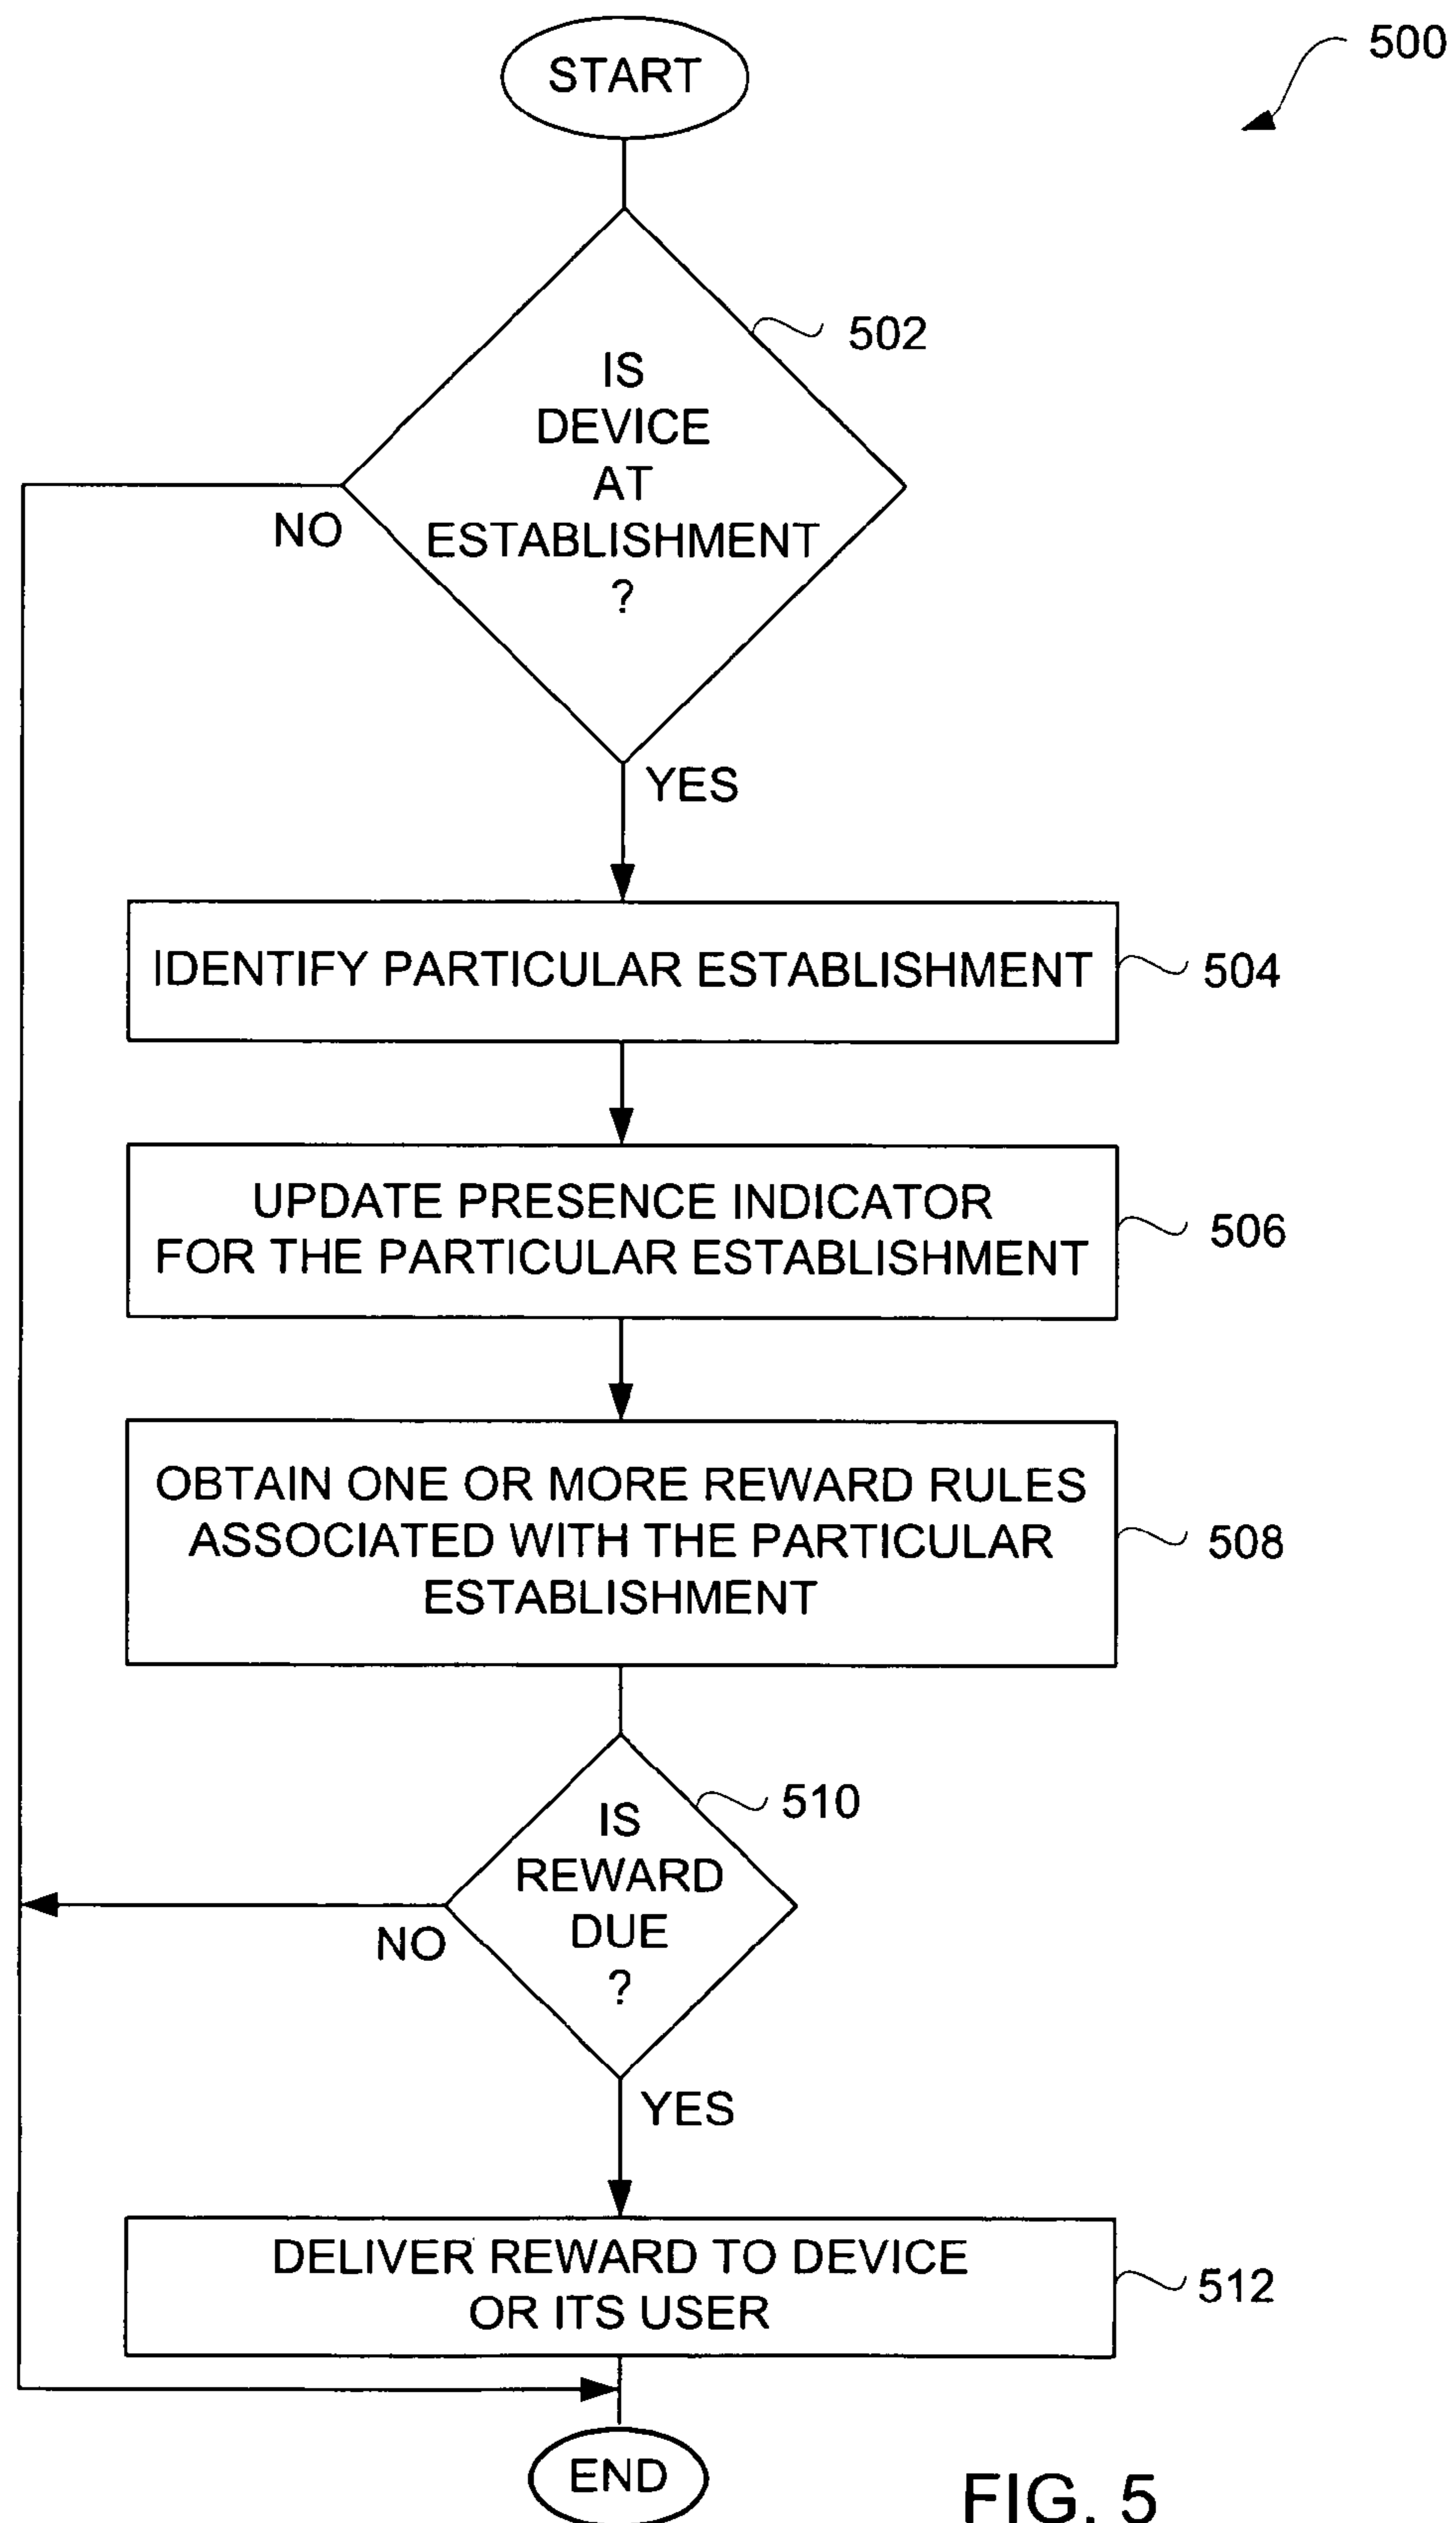 START
500
502
IS
DEVICE
AT
ESTABLISHMENT
?
NO
YES
IDENTIFY PARTICULAR ESTABLISHMENT
504
UPDATE PRESENCE INDICATOR
FOR THE PARTICULAR ESTABLISHMENT
506
OBTAIN ONE OR MORE REWARD RULES
ASSOCIATED WITH THE PARTICULAR
ESTABLISHMENT
508
510
IS
REWARD
DUE
?
NO
YES
DELIVER REWARD TO DEVICE
OR ITS USER
512
END
FIG. 5